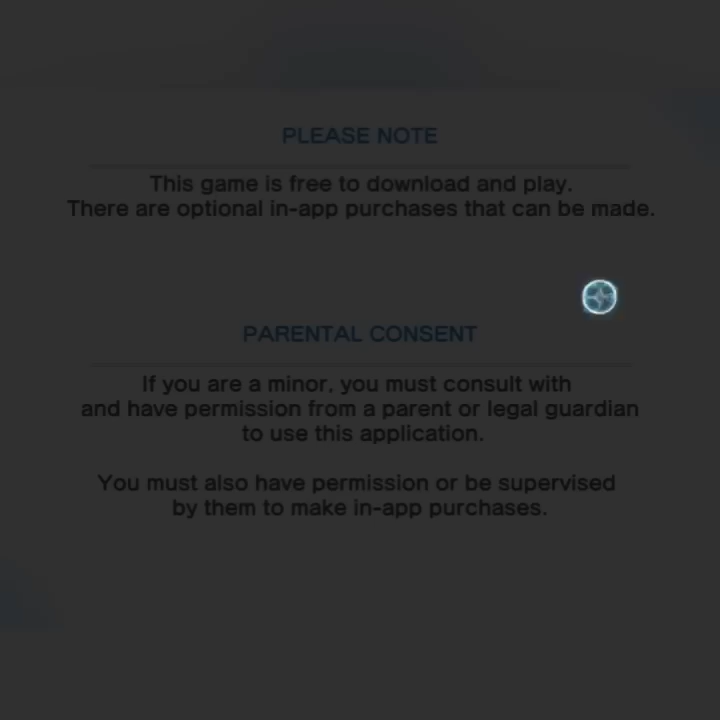 PLEASE NOTE
This game is free to download and play.
There are optional in-app purchases that can be made.
PARENTAL CONSENT
If you are a minor, you must consult with
and have permission from a parent or legal guardian
to use this application.
You must also have permission or be supervised
by them to make in-app purchases.